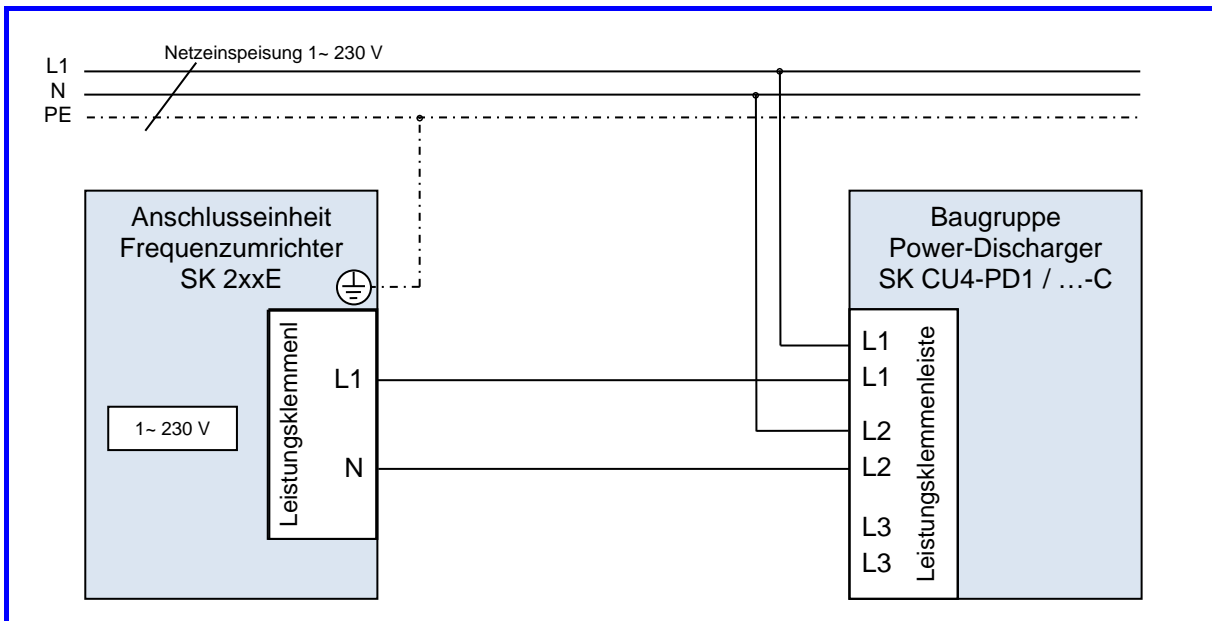 Netzeinspeisung 1~ 230 V
L1
N
PE
Anschlusseinheit
Frequenzumrichter
SK 2xxE
Leistungsklemmenl
L1
N
1~ 230 V
Baugruppe
Power-Discharger
SK CU4-PD1 / …-C
L1
L1
L2
L2
L3
L3
Leistungsklemmenleiste